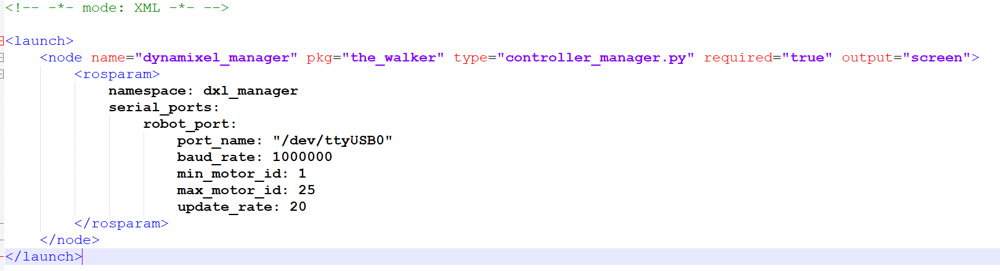 <!-- -*- mode: XML -*- -->
<launch>
<node name="dynamixel_manager" pkg="the_walker" type="controller_manager.py" required="true" output="screen">
<rosparam>
namespace: dxl_manager
serial_ports:
robot_port:
port_name: "/dev/ttyUSB0"
baud_rate: 1000000
min_motor_id: 1
max_motor_id: 25
update_rate: 20
</rosparam>
</node>
</launch>